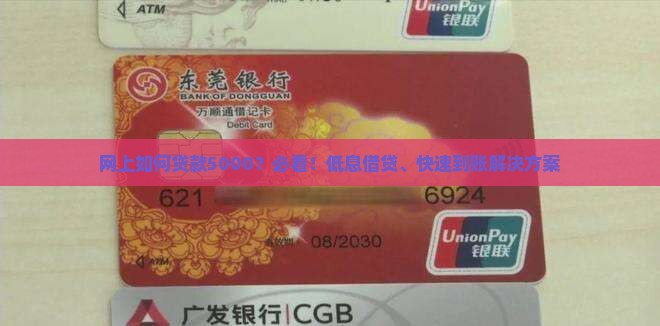 ATM
UnionPay
银联
东莞银行
BANK OF DONGGUAN
万顺通借记卡
Debit Card
网上如何贷款50000？必看！低息借贷、快速到账解决方案
621
6924
08/2030
ATM
UnionPay
银联
广发银行|CGB